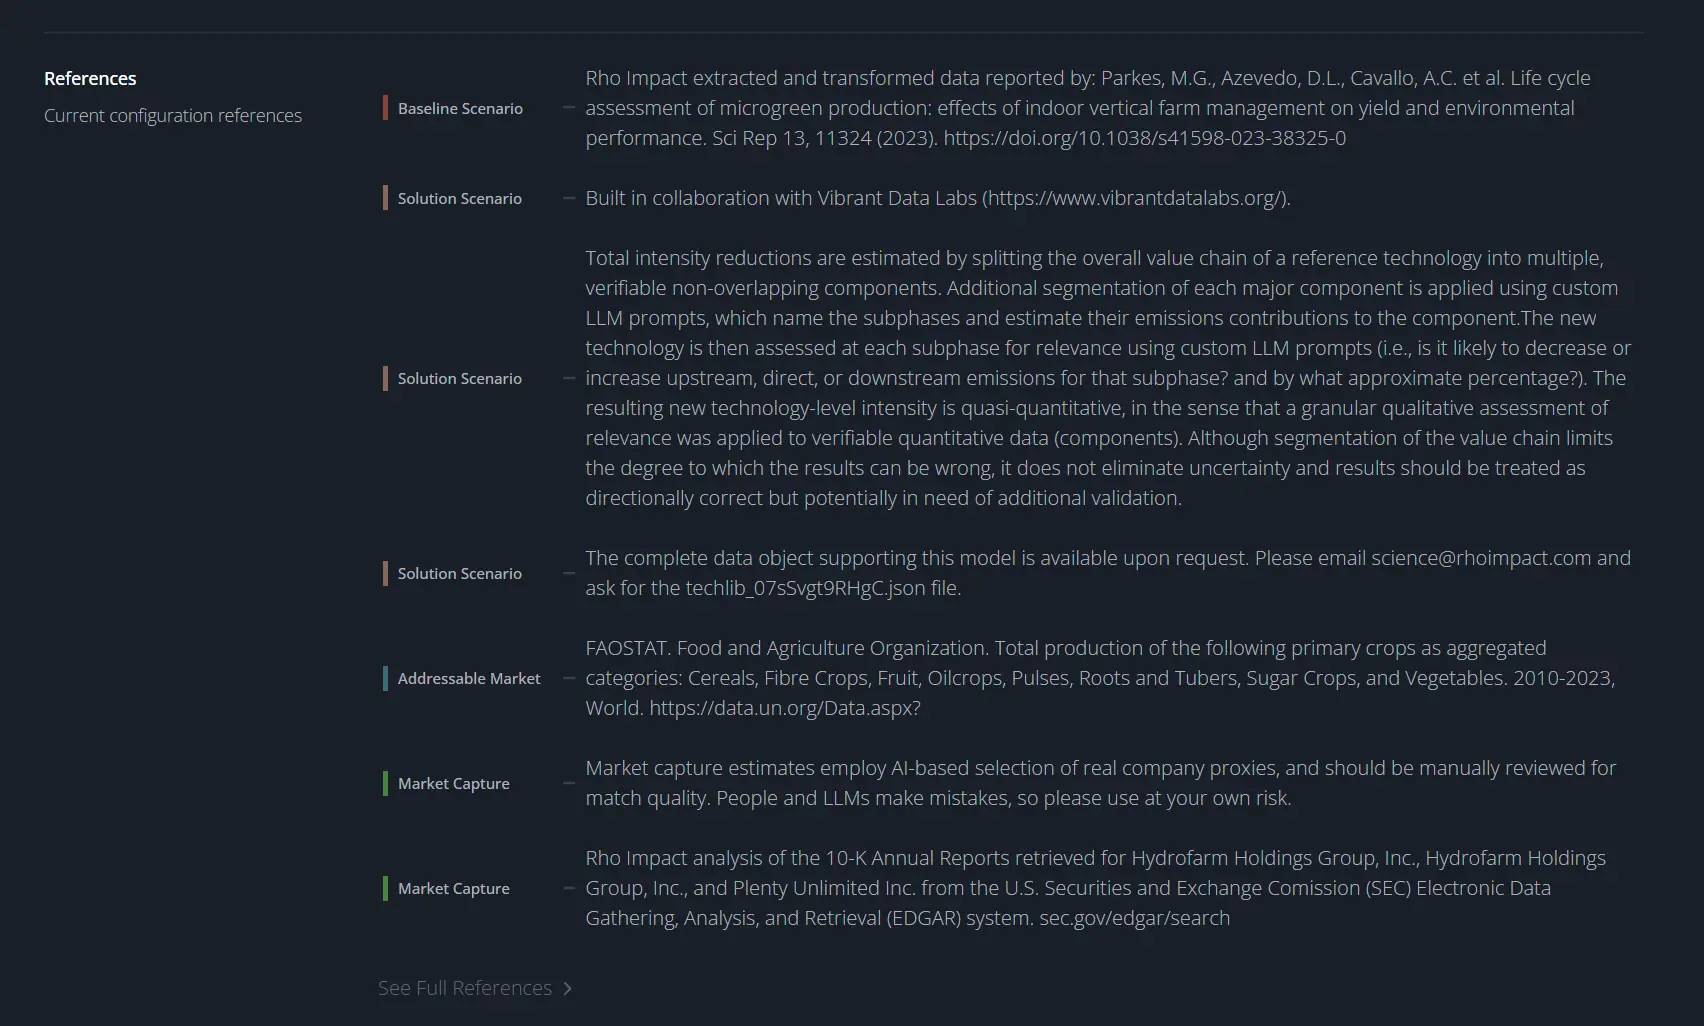 References
Current configuration references
Baseline Scenario
Rho Impact extracted and transformed data reported by: Parkes, M.G., Azevedo, D.L., Cavallo, A.C. et al. Life cycle
assessment of microgreen production: effects of indoor vertical farm management on yield and environmental
performance. Sci Rep 13, 11324 (2023). https://doi.org/10.1038/s41598-023-38325-0
Solution Scenario
Built in collaboration with Vibrant Data Labs (https://www.vibrantdatalabs.org/).
Solution Scenario
Total intensity reductions are estimated by splitting the overall value chain of a reference technology into multiple,
verifiable non-overlapping components. Additional segmentation of each major component is applied using custom
LLM prompts, which name the subphases and estimate their emissions contributions to the component.The new
technology is then assessed at each subphase for relevance using custom LLM prompts (i.e., is it likely to decrease or
increase upstream, direct, or downstream emissions for that subphase? and by what approximate percentage?). The
resulting new technology-level intensity is quasi-quantitative, in the sense that a granular qualitative assessment of
relevance was applied to verifiable quantitative data (components). Although segmentation of the value chain limits
the degree to which the results can be wrong, it does not eliminate uncertainty and results should be treated as
directionally correct but potentially in need of additional validation.
Solution Scenario
The complete data object supporting this model is available upon request. Please email science@rhoimpact.com and
ask for the techlib_07sSvgt9RHgC.json file.
Addressable Market
FAOSTAT. Food and Agriculture Organization. Total production of the following primary crops as aggregated
categories: Cereals, Fibre Crops, Fruit, Oilcrops, Pulses, Roots and Tubers, Sugar Crops, and Vegetables. 2010-2023,
World. https://data.un.org/Data.aspx?
Market Capture
Market capture estimates employ AI-based selection of real company proxies, and should be manually reviewed for
match quality. People and LLMs make mistakes, so please use at your own risk.
Market Capture
Rho Impact analysis of the 10-K Annual Reports retrieved for Hydrofarm Holdings Group, Inc., Hydrofarm Holdings
Group, Inc., and Plenty Unlimited Inc. from the U.S. Securities and Exchange Comission (SEC) Electronic Data
Gathering, Analysis, and Retrieval (EDGAR) system. sec.gov/edgar/search
See Full References